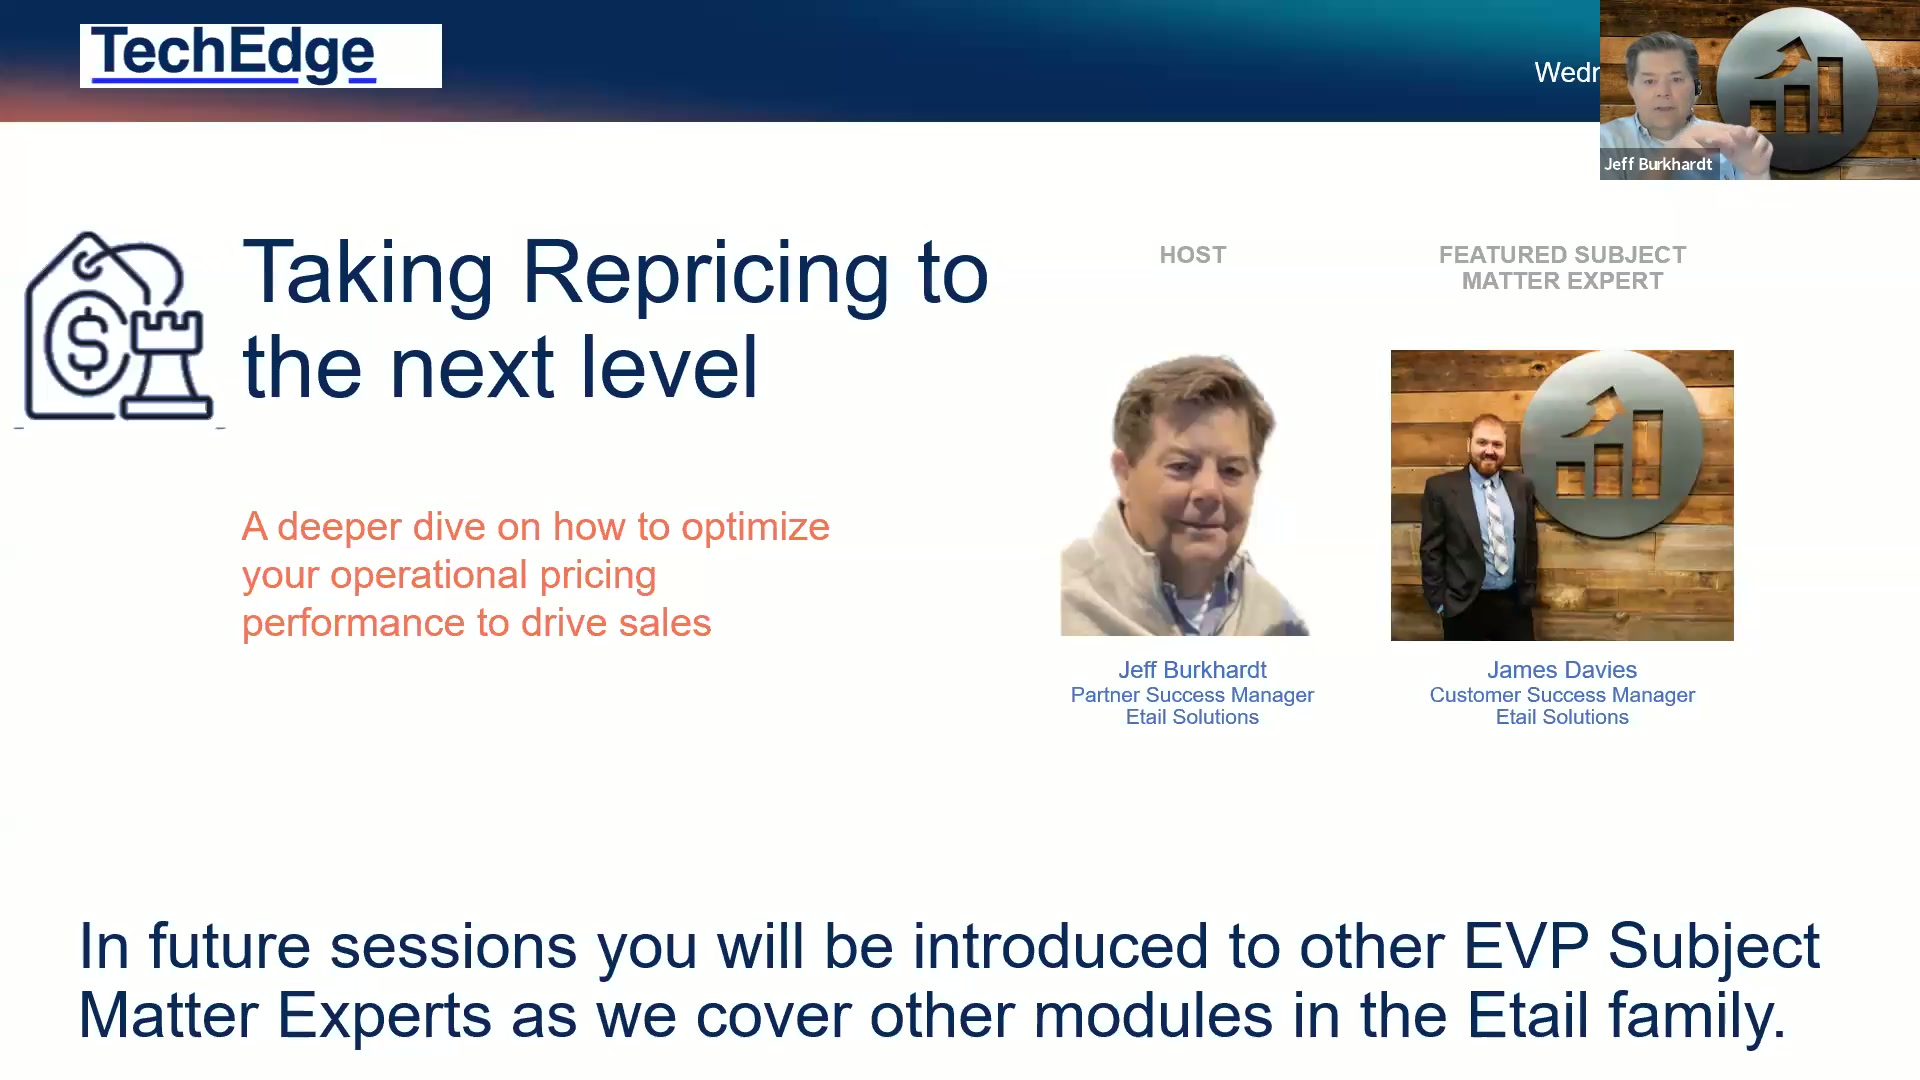 TechEdge
Jeff Burkhardt
Taking Repricing to
the next level
A deeper dive on how to optimize
your operational pricing
performance to drive sales
HOST
Jeff Burkhardt
Partner Success Manager
Etail Solutions
FEATURED SUBJECT
MATTER EXPERT
James Davies
Customer Success Manager
Etail Solutions
In future sessions you will be introduced to other EVP Subject
Matter Experts as we cover other modules in the Etail family.